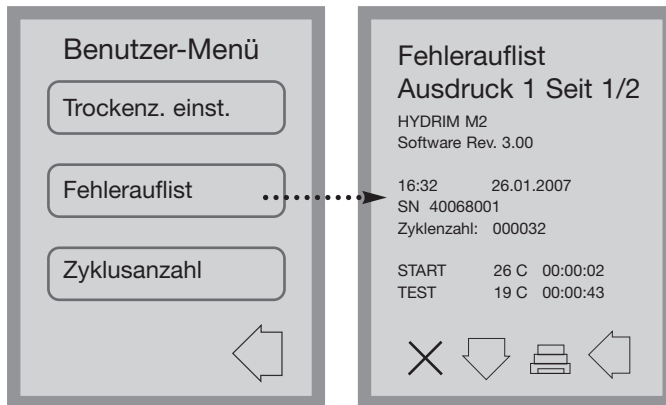 Benutzer-Menü
Trockenz. einst.
Fehlerauflist
Zyklusanzahl
Fehlerauflist
Ausdruck 1 Seit 1/2
HYDRIM M2
Software Rev. 3.00
16:32 26.01.2007
SN 40068001
Zyklenzahl: 000032
START 26 C 00:00:02
TEST 19 C 00:00:43